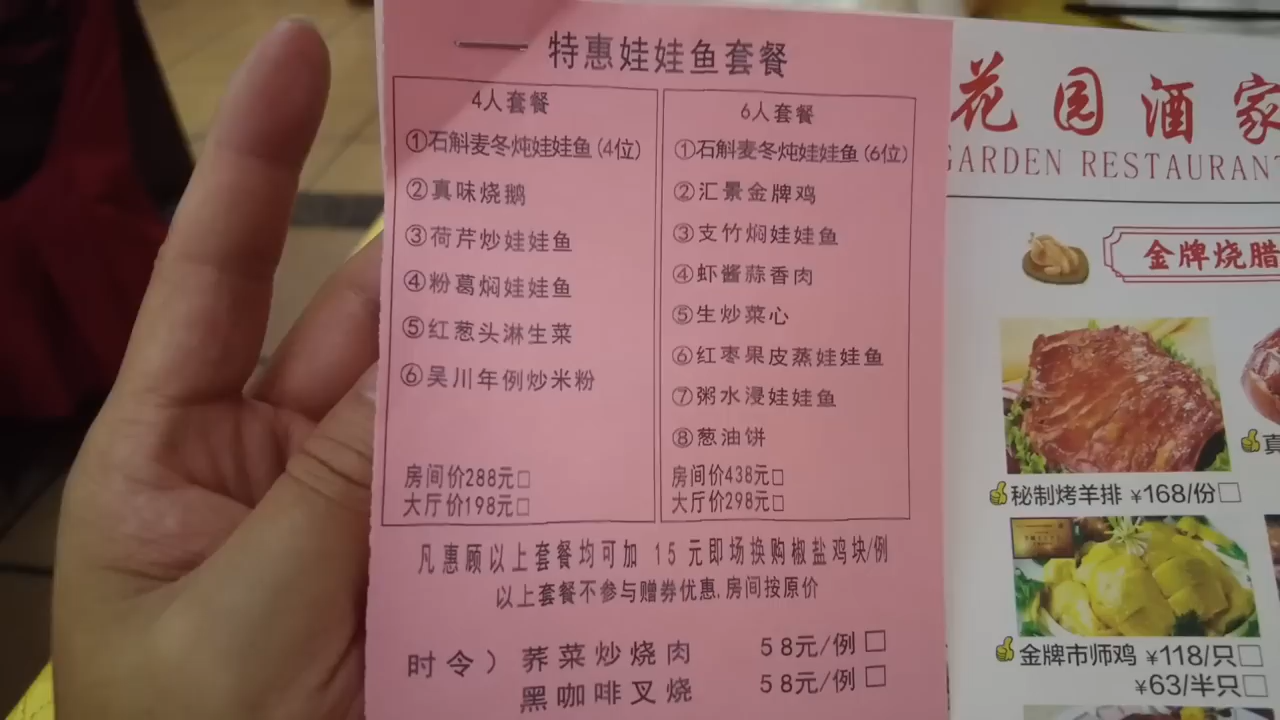 特惠娃娃鱼套餐
4人套餐
①石斛麦冬炖娃娃鱼(4位)
②真味烧鹅
③荷芹炒娃娃鱼
④粉葛焖娃娃鱼
⑤红葱头淋生菜
⑥吴川年例炒米粉
房间价288元□
大厅价198元□
6人套餐
①石斛麦冬炖娃娃鱼(6位)
②汇景金牌鸡
③支竹焖娃娃鱼
④虾酱蒜香肉
⑤生炒菜心
⑥红枣果皮蒸娃娃鱼
⑦粥水浸娃娃鱼
⑧葱油饼
房间价438元□
大厅价298元□
凡惠顾以上套餐均可加 15元即场换购椒盐鸡块/例
以上套餐不参与赠券优惠,房间按原价
时令) 荞菜炒烧肉 58元/例□
黑咖啡叉烧 58元/例□
花园酒家
GARDEN RESTAURANT
金牌烧腊
秘制烤羊排 ¥168/份□
真
金牌市师鸡 ¥118/只□
¥63/半只□